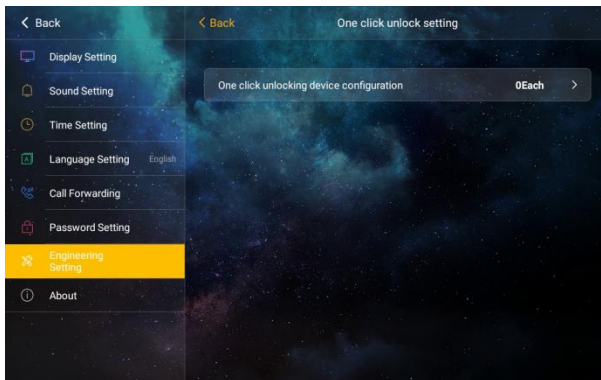 Back
Display Setting
Sound Setting
Time Setting
Language Setting English
Call Forwarding
Password Setting
Engineering
Setting
About
Back One click unlock setting
One click unlocking device configuration 0Each